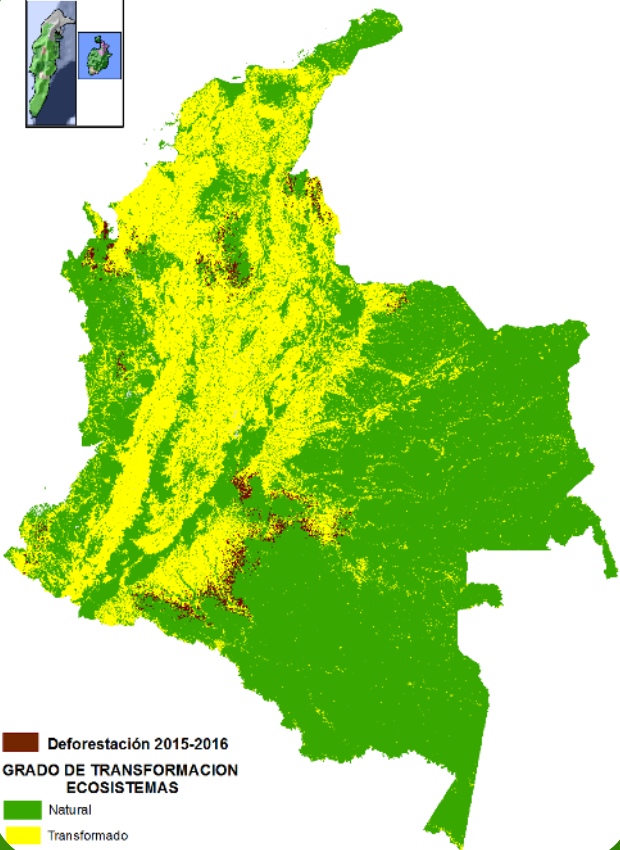 Deforestación 2015-2016
GRADO DE TRANSFORMACION
ECOSISTEMAS
Natural
Transformado